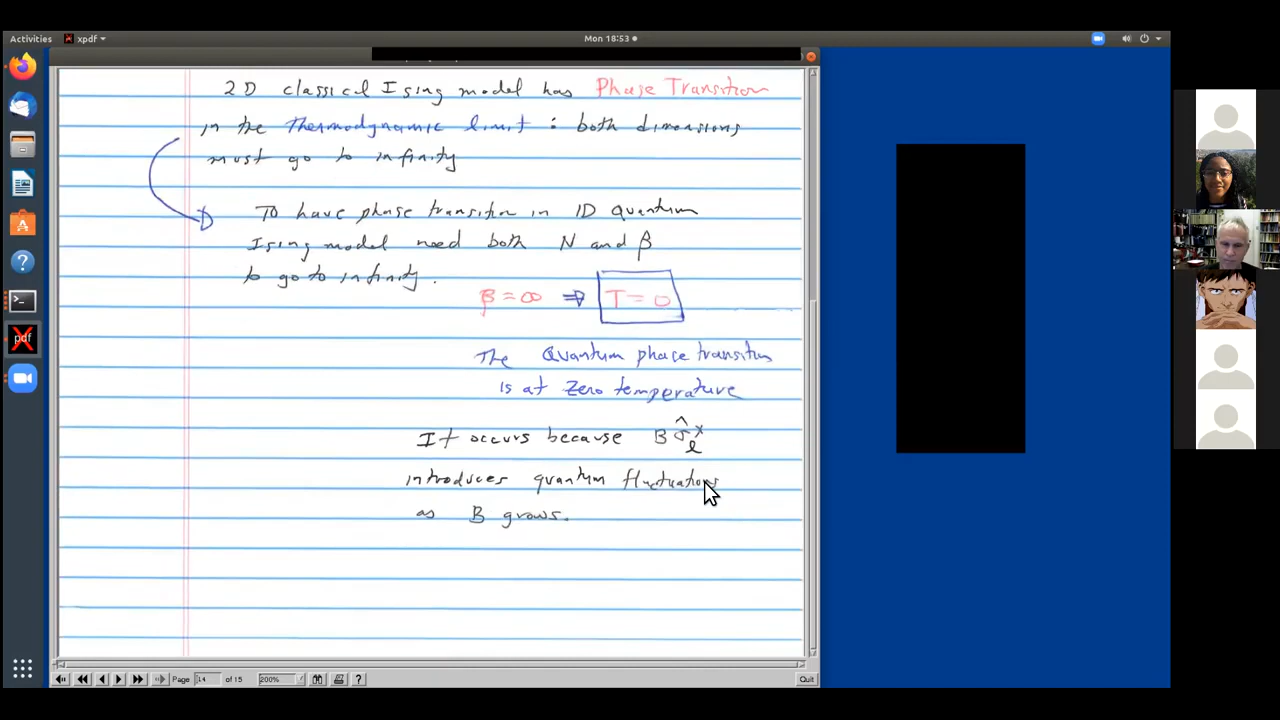 Activities xpdf Mon 18:53
2D classical Ising model has Phase Transition
in the thermodynamic limit : both dimensions
must go to infinity
To have phase transition in 1D quantum
Ising model need both N and β
to go to infinity.
β = ∞ ⇒ T = 0
The Quantum phase transition
is at zero temperature
It occurs because B σ̂ˣₗ
introduces quantum fluctuations
as B grows.
pdf
Page 14 of 15 200% ? Quit